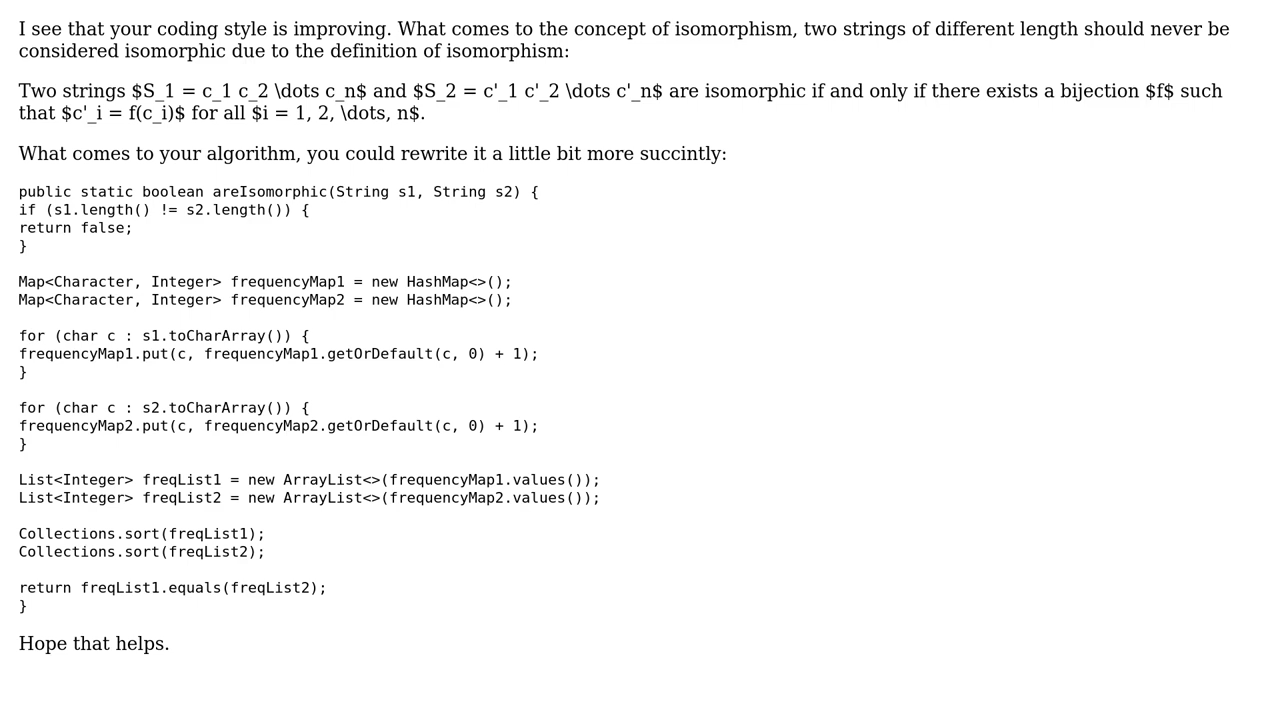 I see that your coding style is improving. What comes to the concept of isomorphism, two strings of different length should never be
considered isomorphic due to the definition of isomorphism:
Two strings $S_1 = c_1 c_2 \dots c_n$ and $S_2 = c'_1 c'_2 \dots c'_n$ are isomorphic if and only if there exists a bijection $f$ such
that $c'_i = f(c_i)$ for all $i = 1, 2, \dots, n$.
What comes to your algorithm, you could rewrite it a little bit more succintly:
public static boolean areIsomorphic(String s1, String s2) {
if (s1.length() != s2.length()) {
return false;
}
Map<Character, Integer> frequencyMap1 = new HashMap<>();
Map<Character, Integer> frequencyMap2 = new HashMap<>();
for (char c : s1.toCharArray()) {
frequencyMap1.put(c, frequencyMap1.getOrDefault(c, 0) + 1);
}
for (char c : s2.toCharArray()) {
frequencyMap2.put(c, frequencyMap2.getOrDefault(c, 0) + 1);
}
List<Integer> freqList1 = new ArrayList<>(frequencyMap1.values());
List<Integer> freqList2 = new ArrayList<>(frequencyMap2.values());
Collections.sort(freqList1);
Collections.sort(freqList2);
return freqList1.equals(freqList2);
}
Hope that helps.